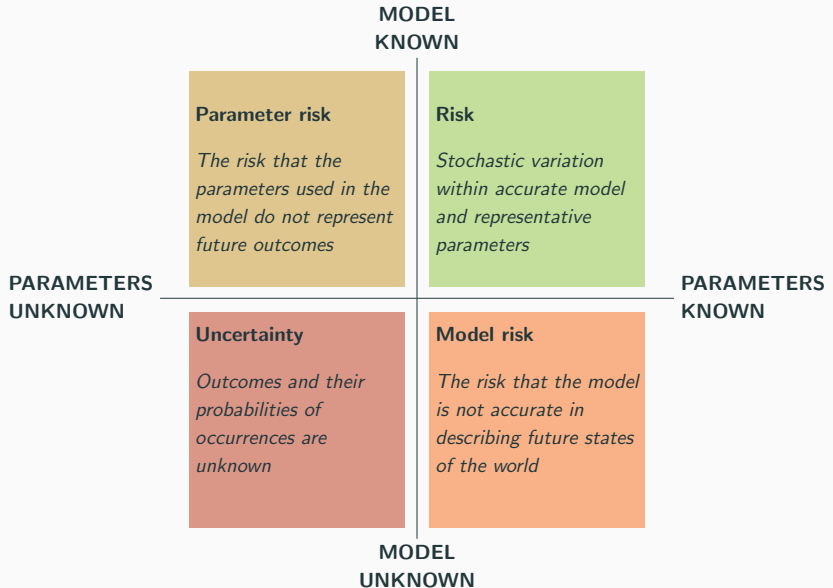 MODEL
KNOWN
Parameter risk
The risk that the
parameters used in the
model do not represent
future outcomes
Risk
Stochastic variation
within accurate model
and representative
parameters
PARAMETERS
UNKNOWN
PARAMETERS
KNOWN
Uncertainty
Outcomes and their
probabilities of
occurrences are
unknown
Model risk
The risk that the model
is not accurate in
describing future states
of the world
MODEL
UNKNOWN